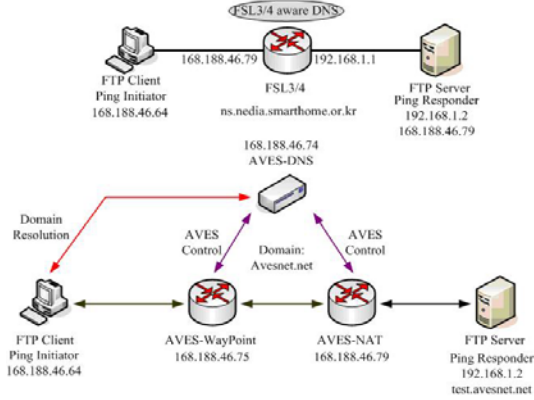 FSL3/4 aware DNS
168.188.46.79
192.168.1.1
FTP Client
Ping Initiator
168.188.46.64
FSL3/4
ns.nedia.smarthome.or.kr
FTP Server
Ping Responder
192.168.1.2
168.188.46.79
168.188.46.74
AVES-DNS
Domain
Resolution
AVES
Control
Domain:
Avesnet.net
AVES
Control
FTP Client
Ping Initiator
168.188.46.64
AVES-WayPoint
168.188.46.75
AVES-NAT
168.188.46.79
FTP Server
Ping Responder
192.168.1.2
test.avesnet.net